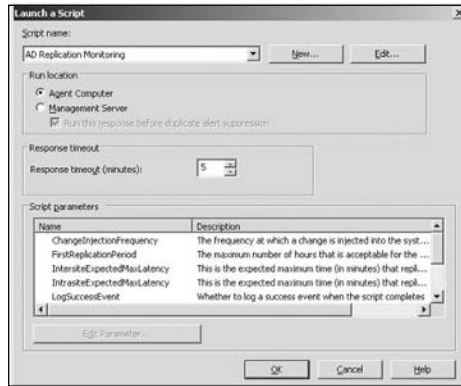 Launch a Script
Script name:
AD Replication Monitoring
New...
Edit...
Run location
Agent Computer
Management Server
Run this response before duplicate alert suppression
Response timeout
Response timeout (minutes):
5
Script parameters
Name Description
ChangeInjectionFrequency The frequency at which a change is injected into the syst...
FirstReplicationPeriod The maximum number of hours that is acceptable for the ...
IntersiteExpectedMaxLatency This is the expected maximum time (in minutes) that repli...
IntrasiteExpectedMaxLatency This is the expected maximum time (in minutes) that repli...
LogSuccessEvent Whether to log a success event when the script completes
Edit Parameter...
OK
Cancel
Help